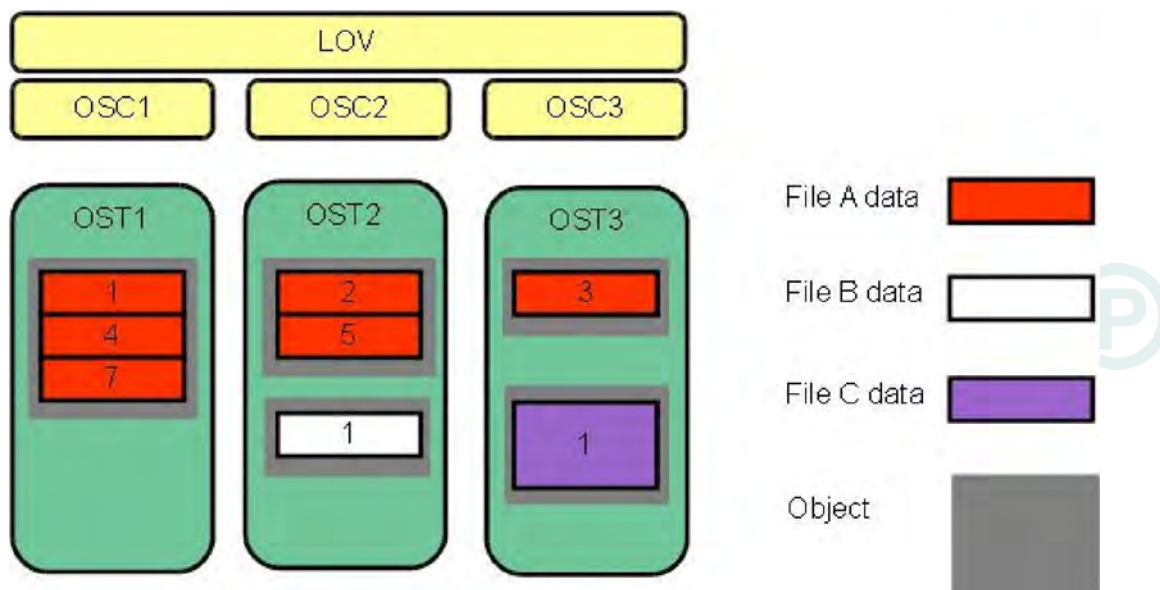 LOV
OSC1
OSC2
OSC3
OST1
1
4
7
OST2
2
5
1
OST3
3
1
File A data
File B data
File C data
Object
P